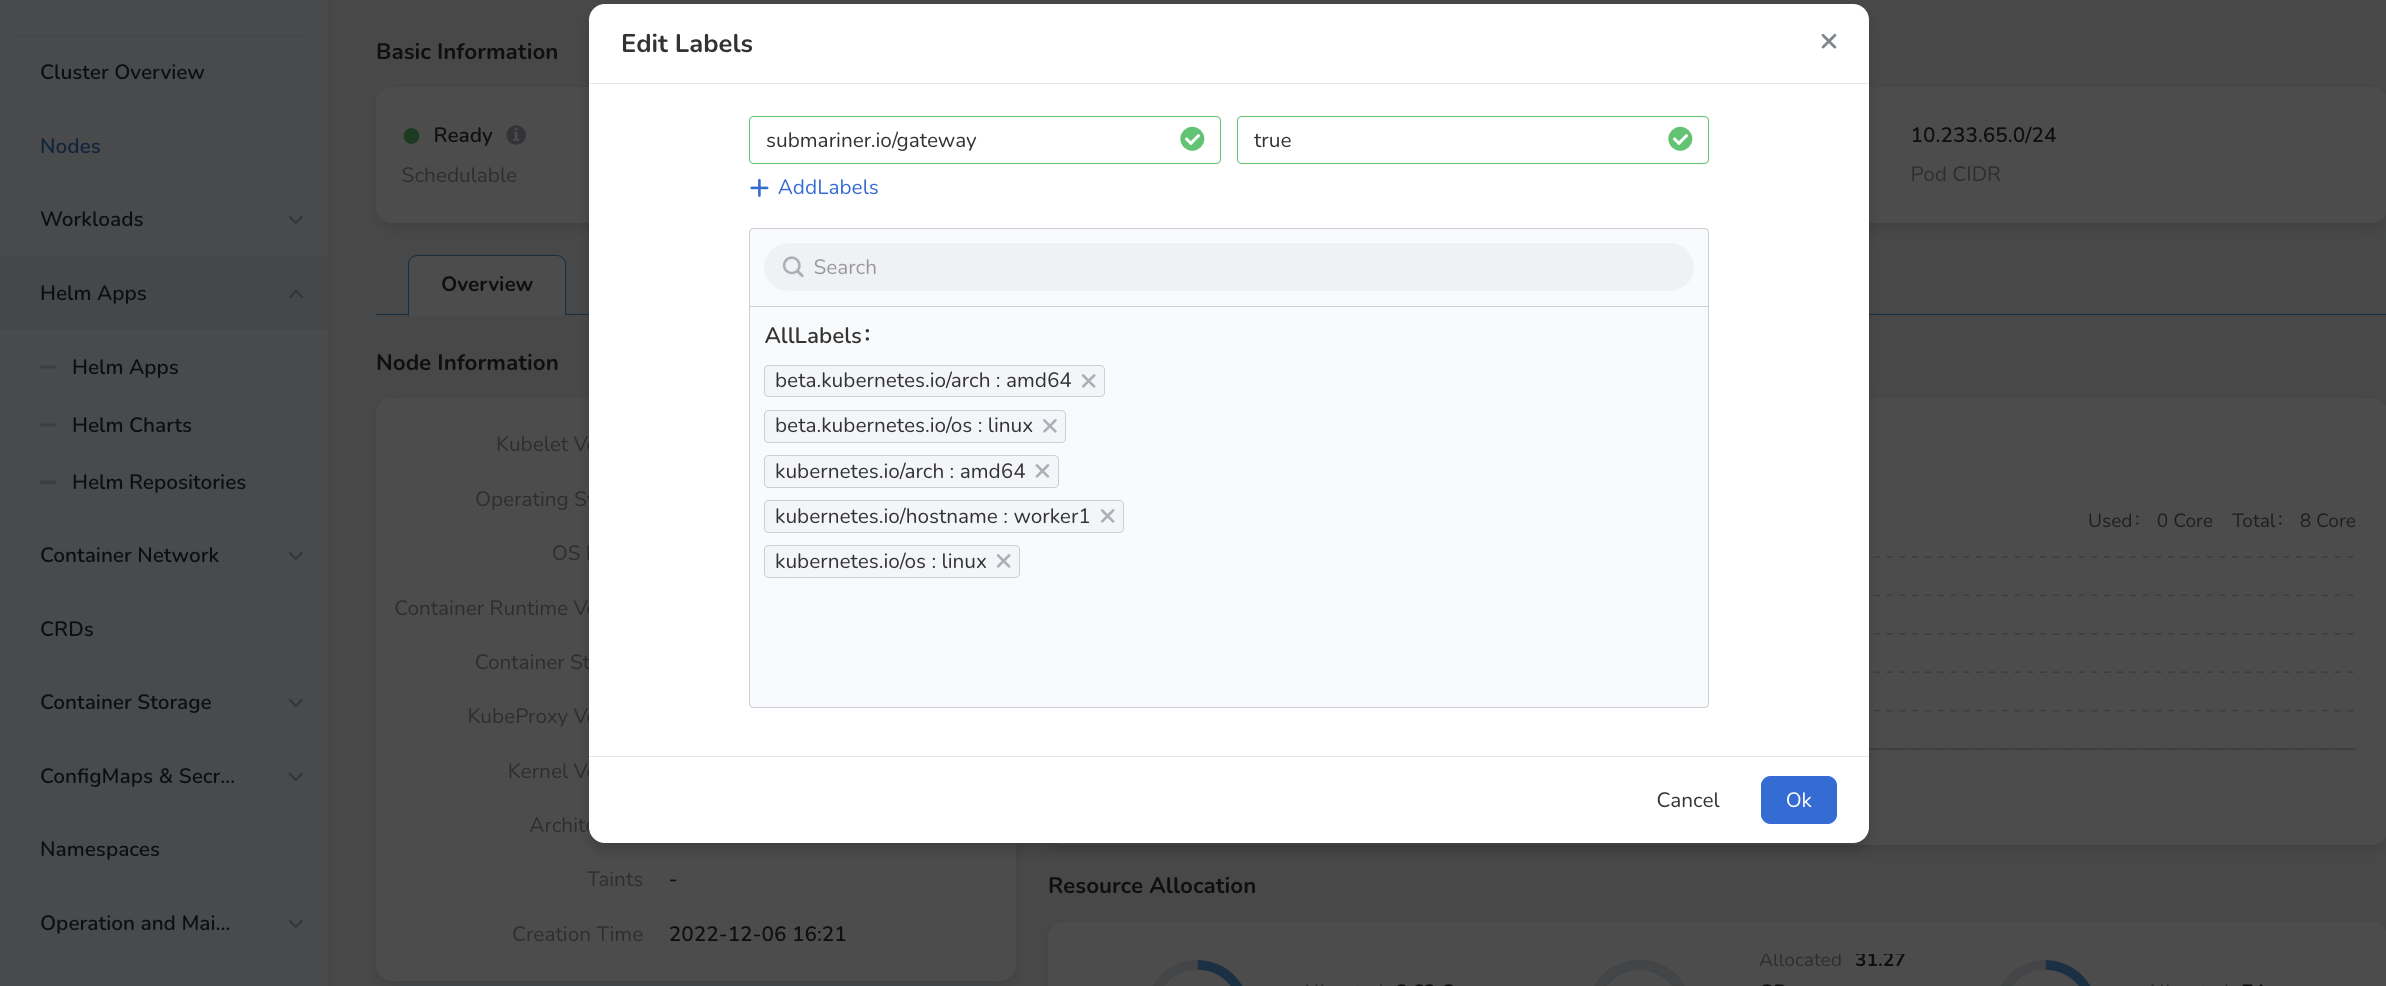 Edit Labels
submariner.io/gateway
true
AddLabels
Search
AllLabels:
beta.kubernetes.io/arch : amd64
beta.kubernetes.io/os : linux
kubernetes.io/arch : amd64
kubernetes.io/hostname : worker1
kubernetes.io/os : linux
Cancel
Ok
Cluster Overview
Nodes
Workloads
Helm Apps
Helm Apps
Helm Charts
Helm Repositories
Container Network
CRDs
Container Storage
ConfigMaps & Secr...
Namespaces
Operation and Mai...
Basic Information
Ready
Schedulable
10.233.65.0/24
Pod CIDR
Overview
Node Information
Kubelet
Operating
OS
Container Runtime
Container
KubeProxy
Kernel
Taints -
Creation Time 2022-12-06 16:21
Used: 0 Core Total: 8 Core
Resource Allocation
Allocated 31.27